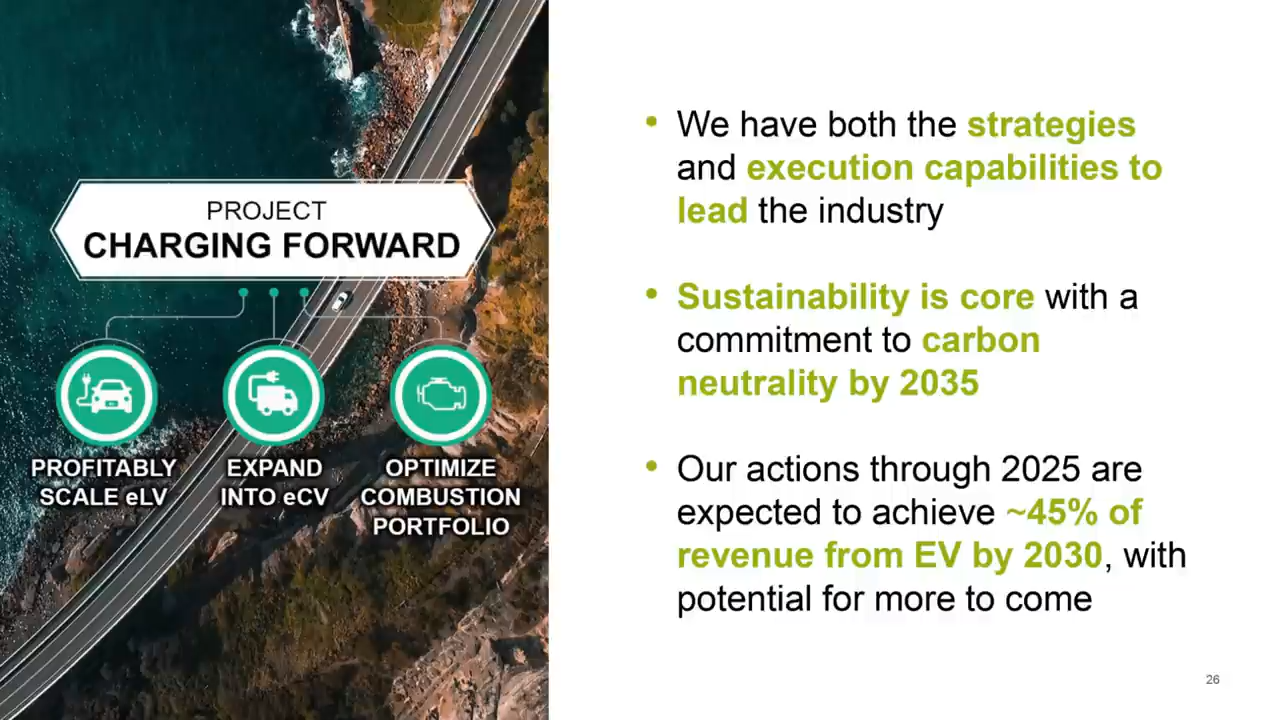 PROJECT
CHARGING FORWARD
PROFITABLY
SCALE eLV
EXPAND
INTO eCV
OPTIMIZE
COMBUSTION
PORTFOLIO
• We have both the strategies
and execution capabilities to
lead the industry
• Sustainability is core with a
commitment to carbon
neutrality by 2035
• Our actions through 2025 are
expected to achieve ~45% of
revenue from EV by 2030, with
potential for more to come
26